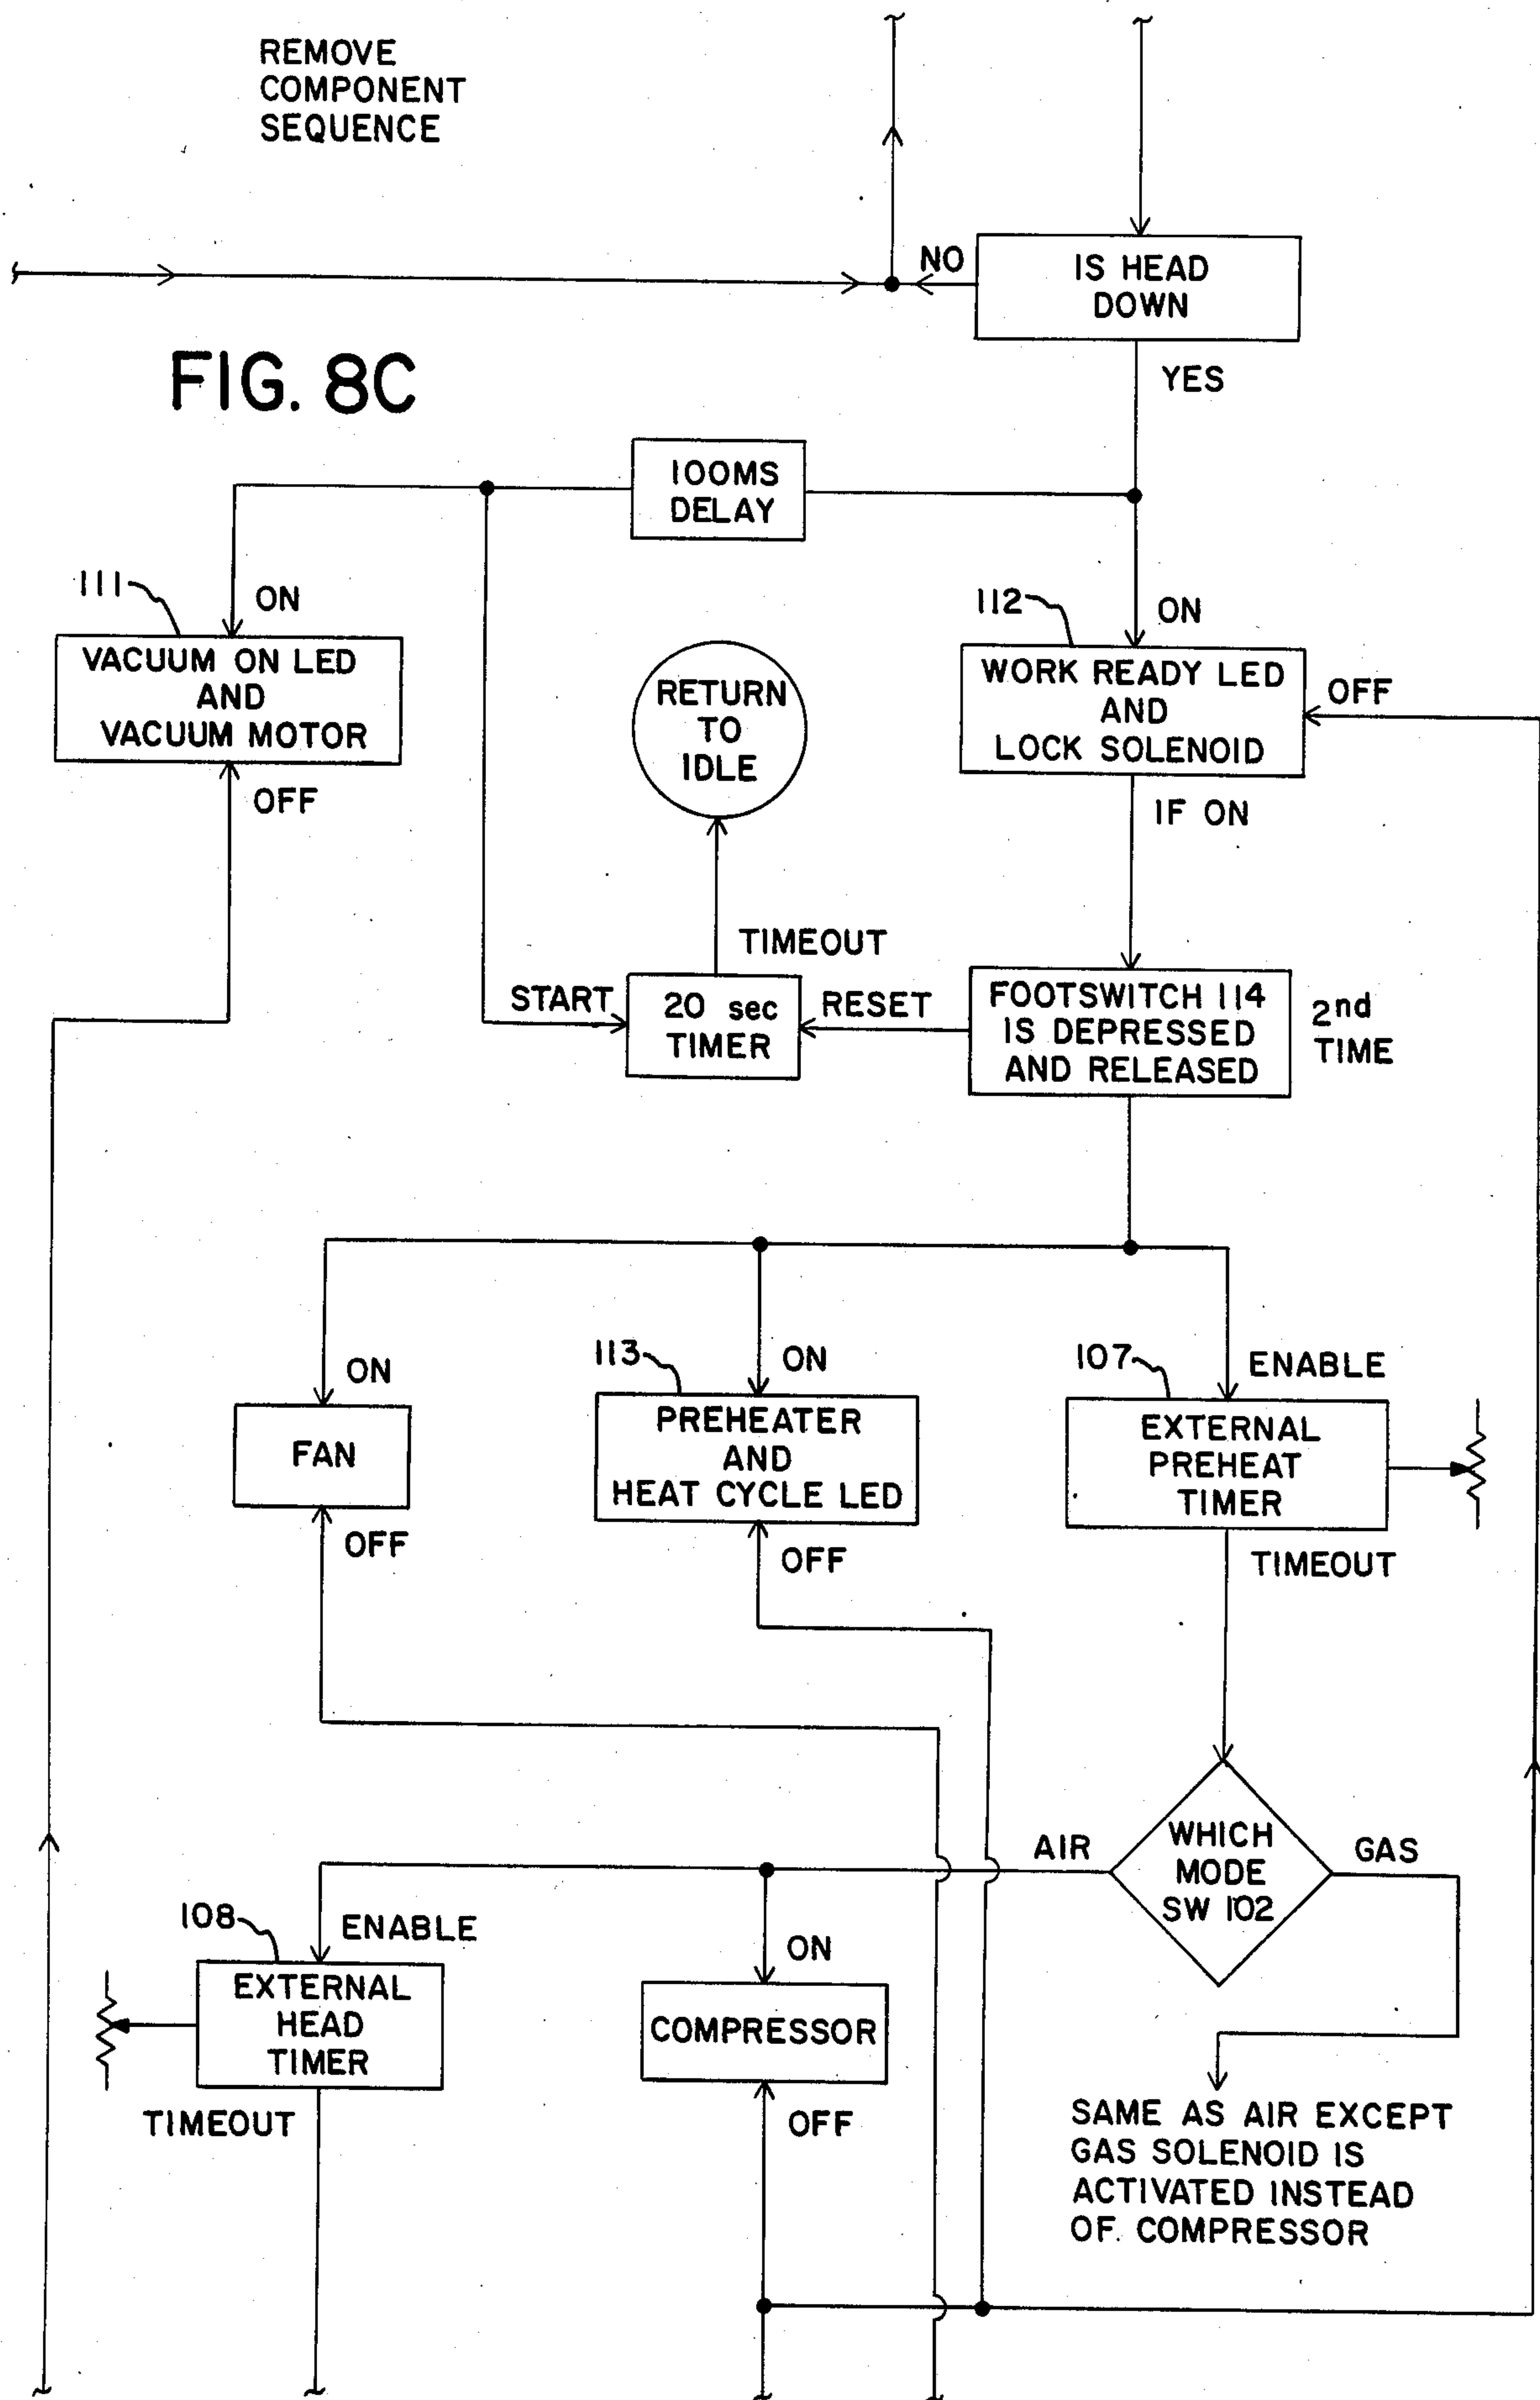 REMOVE
COMPONENT
SEQUENCE
NO
IS HEAD
DOWN
FIG. 8C
YES
100MS
DELAY
111
ON
112
ON
VACUUM ON LED
AND
VACUUM MOTOR
RETURN
TO
IDLE
WORK READY LED
AND
LOCK SOLENOID
OFF
OFF
IF ON
TIMEOUT
START
20 sec
TIMER
RESET
FOOTSWITCH 114
IS DEPRESSED
AND RELEASED
2nd
TIME
ON
113
ON
107
ENABLE
FAN
PREHEATER
AND
HEAT CYCLE LED
EXTERNAL
PREHEAT
TIMER
OFF
OFF
TIMEOUT
AIR
WHICH
MODE
SW 102
GAS
108
ENABLE
ON
EXTERNAL
HEAD
TIMER
COMPRESSOR
TIMEOUT
OFF
SAME AS AIR EXCEPT
GAS SOLENOID IS
ACTIVATED INSTEAD
OF COMPRESSOR